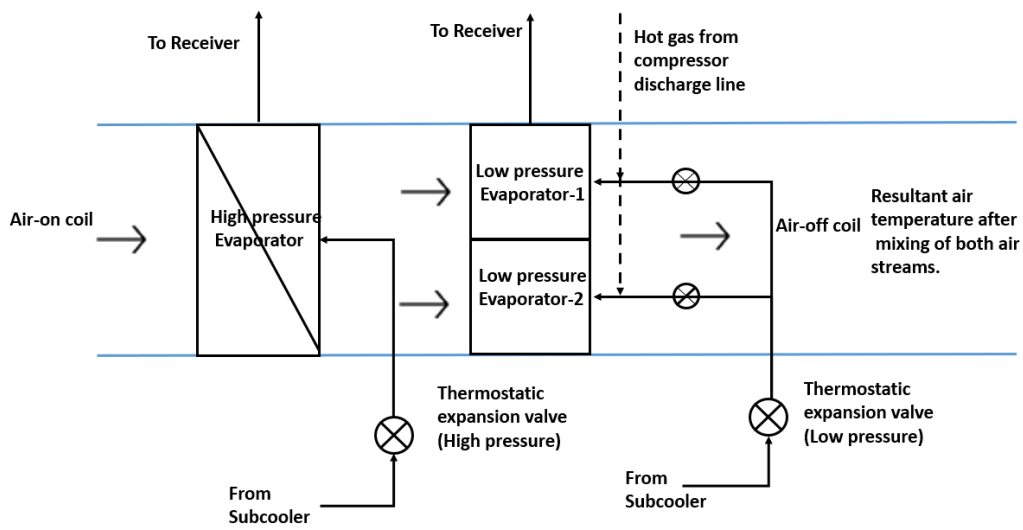 To Receiver
To Receiver
Hot gas from
compressor
discharge line
Air-on coil
High pressure
Evaporator
Low pressure
Evaporator-1
Low pressure
Evaporator-2
Air-off coil
Resultant air
temperature after
mixing of both air
streams.
Thermostatic
expansion valve
(High pressure)
Thermostatic
expansion valve
(Low pressure)
From
Subcooler
From
Subcooler